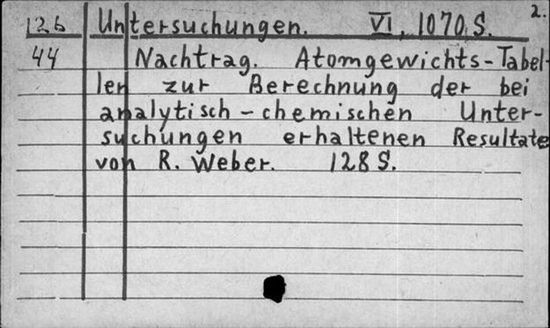 2.
126 Untersuchungen. VI, 1070 S.
44 Nachtrag. Atomgewichts-Tabel-
len zur Berechnung der bei
analytisch-chemischen Unter-
suchungen erhaltenen Resultate
von R. Weber. 128 S.